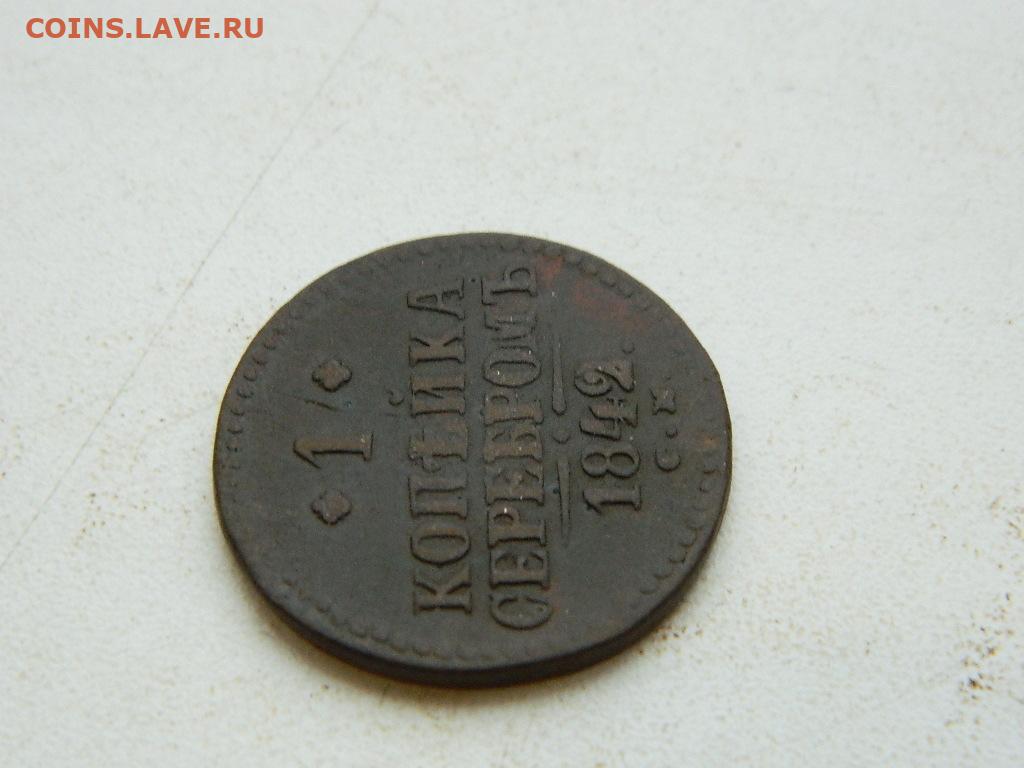 COINS.LAVE.RU
1
КОПѢЙКА
СЕРЕБРОМЪ
1842.
С.М.